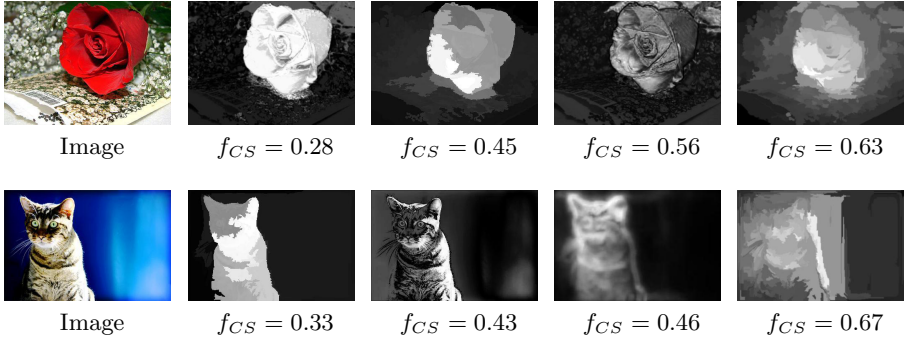 Image f_{CS} = 0.28 f_{CS} = 0.45 f_{CS} = 0.56 f_{CS} = 0.63
Image f_{CS} = 0.33 f_{CS} = 0.43 f_{CS} = 0.46 f_{CS} = 0.67